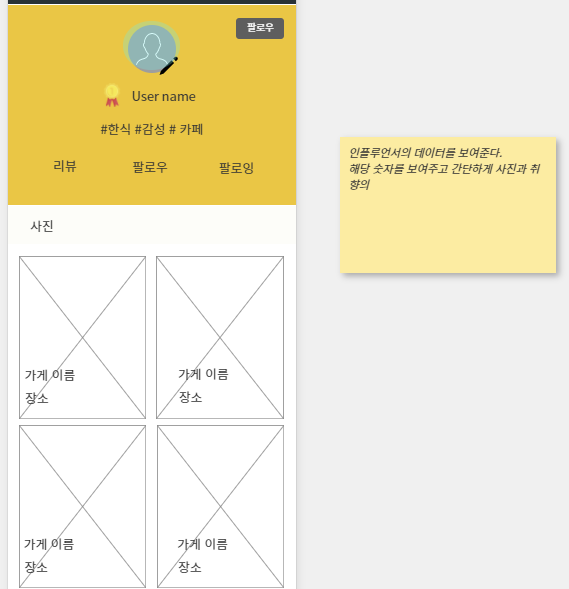 팔로우
User name
#한식 #감성 # 카페
리뷰 팔로우 팔로잉
사진
가게 이름 가게 이름
장소 장소
가게 이름 가게 이름
장소 장소
인플루언서의 데이터를 보여준다.
해당 숫자를 보여주고 간단하게 사진과 취
향의